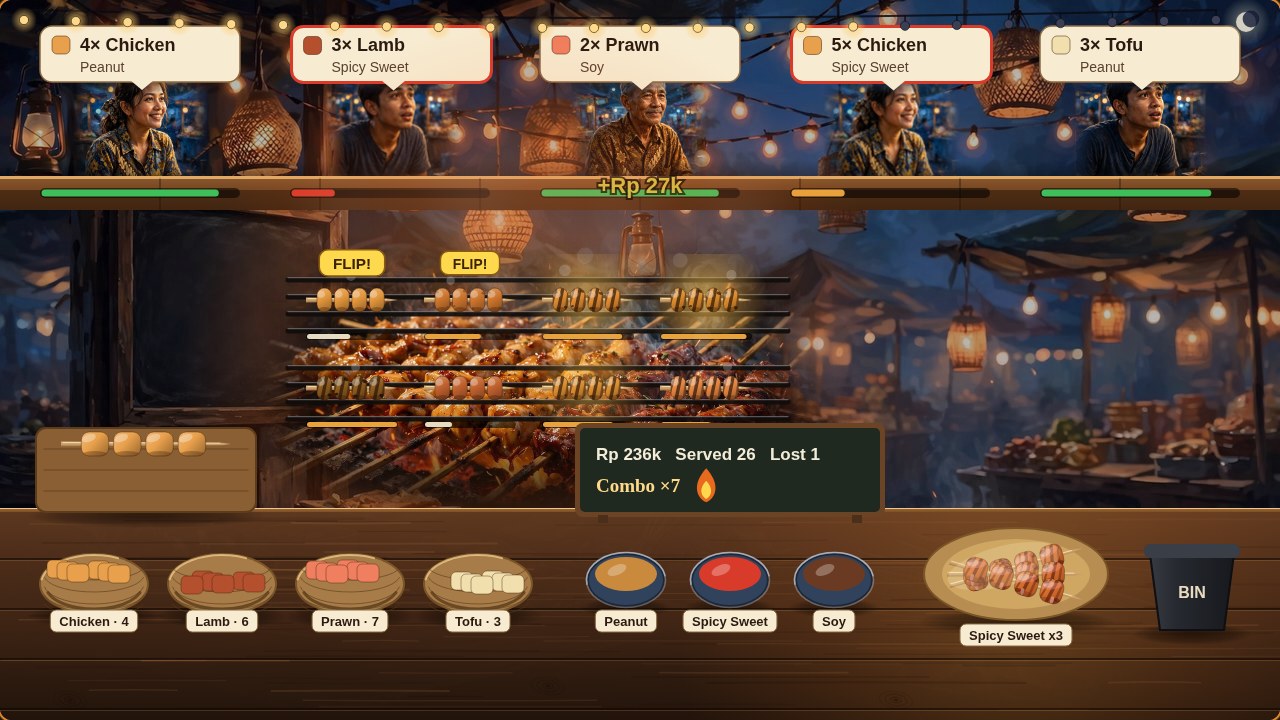 4× Chicken
Peanut
3× Lamb
Spicy Sweet
2× Prawn
Soy
5× Chicken
Spicy Sweet
3× Tofu
Peanut
+Rp 27k
FLIP!
FLIP!
Rp 236k Served 26 Lost 1
Combo ×7
Chicken · 4
Lamb · 6
Prawn · 7
Tofu · 3
Peanut
Spicy Sweet
Soy
Spicy Sweet x3
BIN